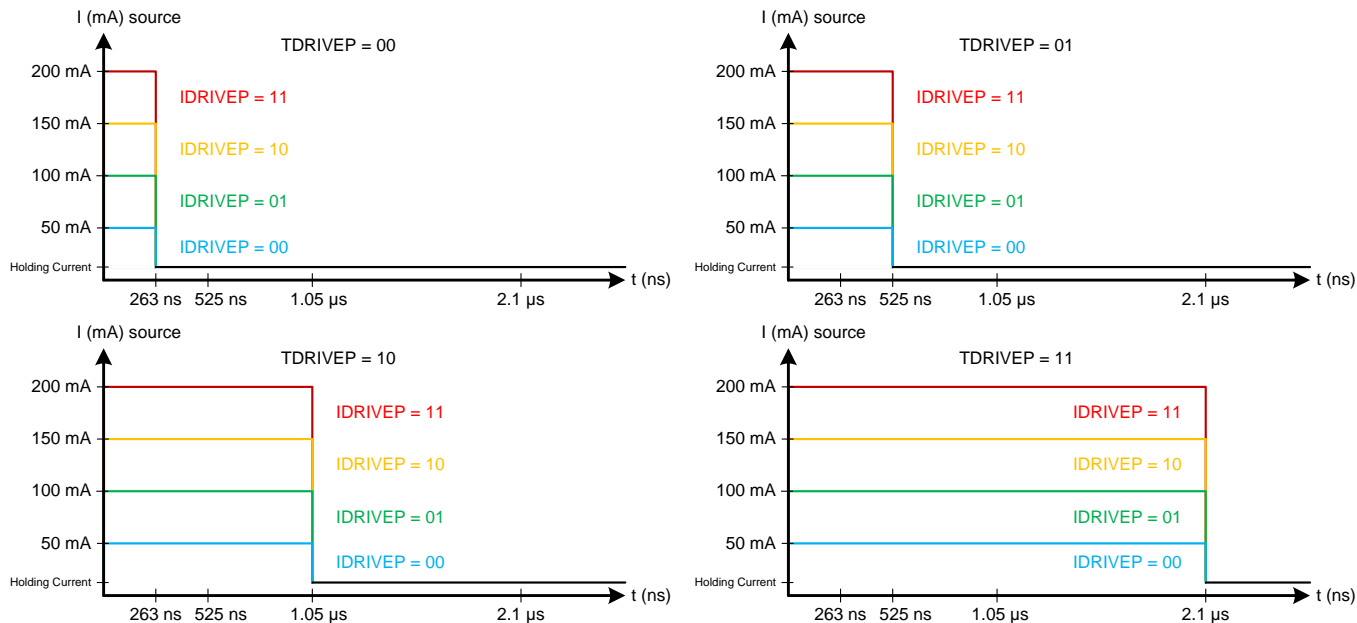 I (mA) source
TDRIVEP = 00
200 mA
IDRIVEP = 11
150 mA
IDRIVEP = 10
100 mA
IDRIVEP = 01
50 mA
IDRIVEP = 00
Holding Current
t (ns)
263 ns 525 ns 1.05 µs 2.1 µs
I (mA) source
TDRIVEP = 01
200 mA
IDRIVEP = 11
150 mA
IDRIVEP = 10
100 mA
IDRIVEP = 01
50 mA
IDRIVEP = 00
Holding Current
t (ns)
263 ns 525 ns 1.05 µs 2.1 µs
I (mA) source
TDRIVEP = 10
200 mA
IDRIVEP = 11
150 mA
IDRIVEP = 10
100 mA
IDRIVEP = 01
50 mA
IDRIVEP = 00
Holding Current
t (ns)
263 ns 525 ns 1.05 µs 2.1 µs
I (mA) source
TDRIVEP = 11
200 mA
IDRIVEP = 11
150 mA
IDRIVEP = 10
100 mA
IDRIVEP = 01
50 mA
IDRIVEP = 00
Holding Current
t (ns)
263 ns 525 ns 1.05 µs 2.1 µs